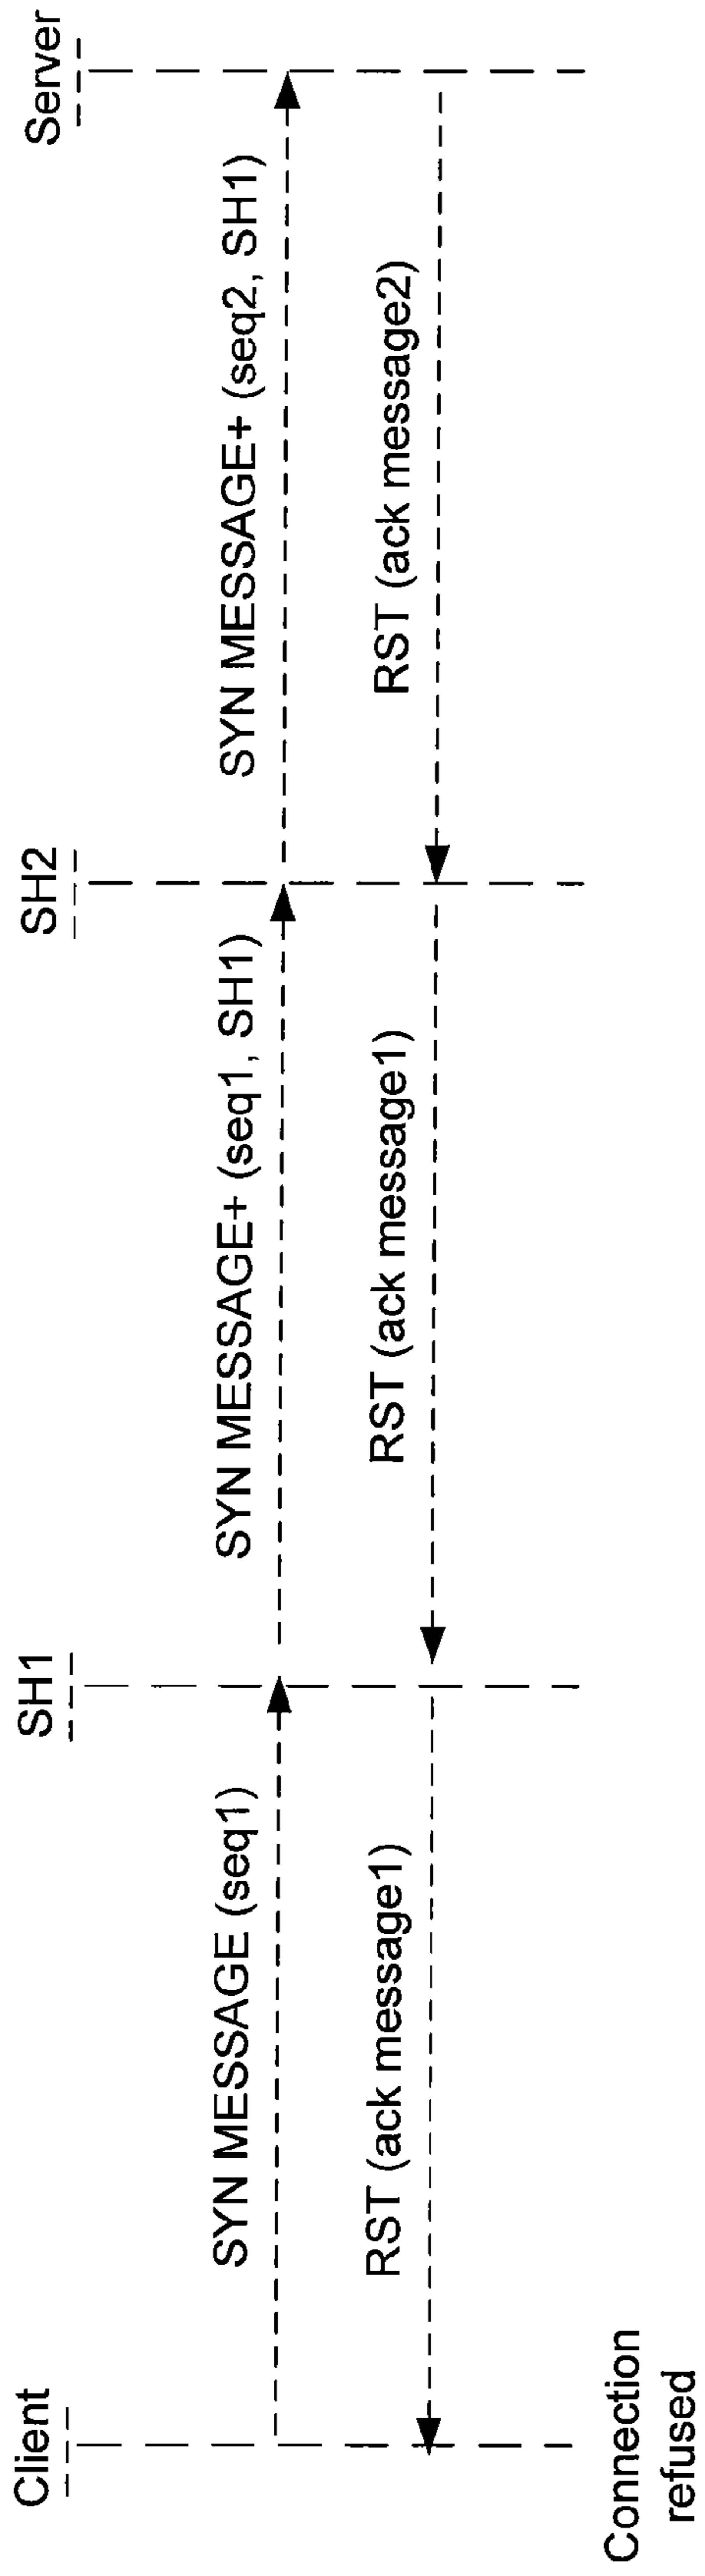 Client
SH1
SH2
Server
SYN MESSAGE (seq1)
SYN MESSAGE+ (seq1, SH1)
SYN MESSAGE+ (seq2, SH1)
RST (ack message1)
RST (ack message1)
RST (ack message2)
Connection
refused